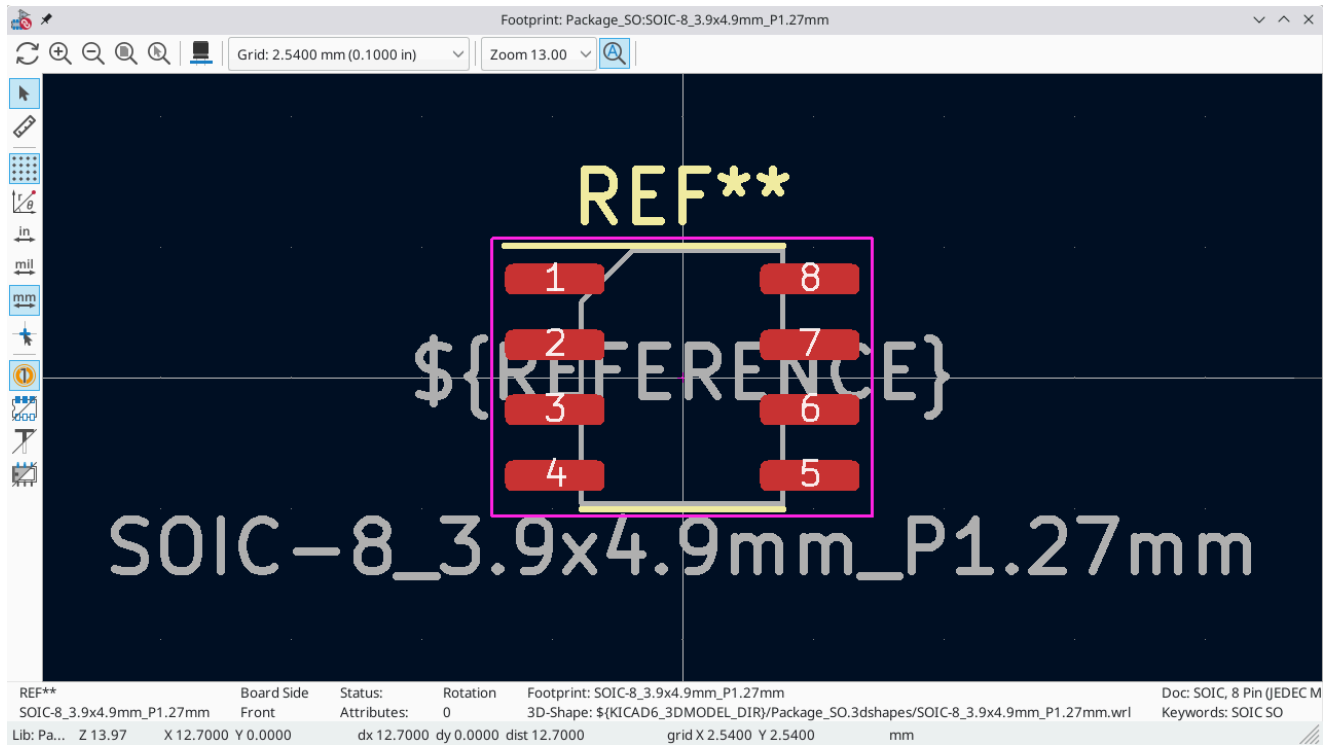 Footprint: Package_SO:SOIC-8_3.9x4.9mm_P1.27mm
Grid: 2.5400 mm (0.1000 in) Zoom 13.00
in
mil
mm
REF**
1 8
2 7
${REFERENCE}
3 6
4 5
SOIC-8_3.9x4.9mm_P1.27mm
REF** Board Side Status: Rotation Footprint: SOIC-8_3.9x4.9mm_P1.27mm Doc: SOIC, 8 Pin (JEDEC M
SOIC-8_3.9x4.9mm_P1.27mm Front Attributes: 0 3D-Shape: ${KICAD6_3DMODEL_DIR}/Package_SO.3dshapes/SOIC-8_3.9x4.9mm_P1.27mm.wrl Keywords: SOIC SO
Lib: Pa... Z 13.97 X 12.7000 Y 0.0000 dx 12.7000 dy 0.0000 dist 12.7000 grid X 2.5400 Y 2.5400 mm